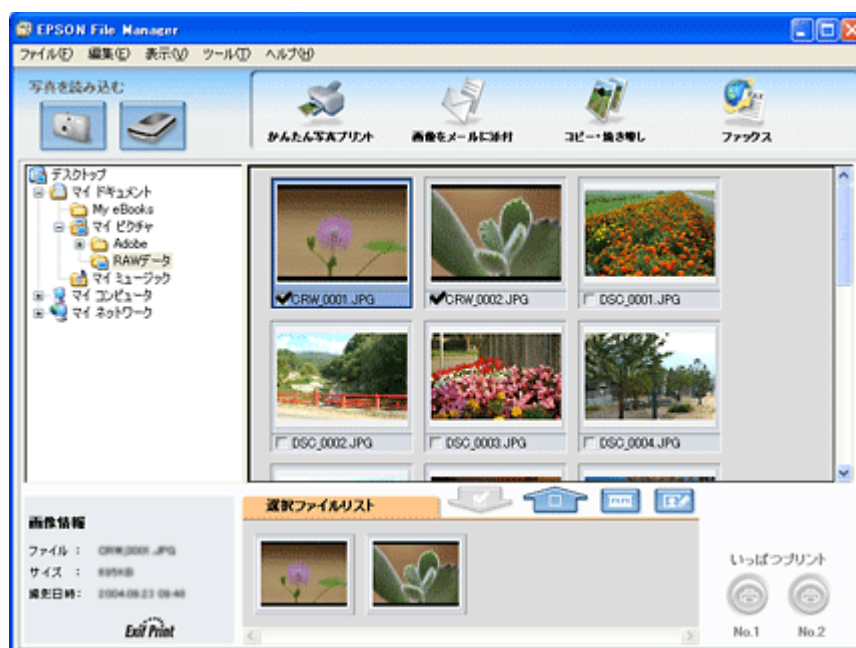 EPSON File Manager
ファイル(F) 編集(E) 表示(V) ツール(T) ヘルプ(H)
写真を読み込む
かんたん写真プリント 画像をメールに添付 コピー・焼き増し ファックス
デスクトップ
マイ ドキュメント
My eBooks
マイ ピクチャ
Adobe
RAWデータ
マイ ミュージック
マイ コンピュータ
マイ ネットワーク
CRW_0001.JPG CRW_0002.JPG DSC_0001.JPG
DSC_0002.JPG DSC_0003.JPG DSC_0004.JPG
選択ファイルリスト
画像情報
ファイル : CRW_0001.JPG
サイズ :
撮影日時:
Exif Print
いっぱつプリント
No.1 No.2